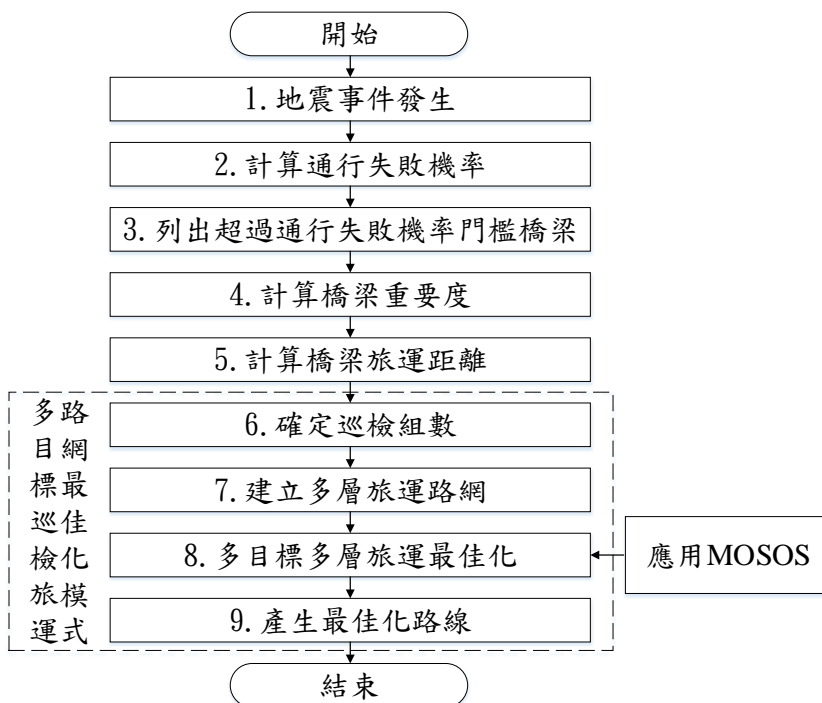 開始
1.地震事件發生
2.計算通行失敗機率
3.列出超過通行失敗機率門檻橋梁
4.計算橋梁重要度
5.計算橋梁旅運距離
多目標巡檢旅運
路網最佳化模式
6.確定巡檢組數
7.建立多層旅運路網
8.多目標多層旅運最佳化
應用MOSOS
9.產生最佳化路線
結束